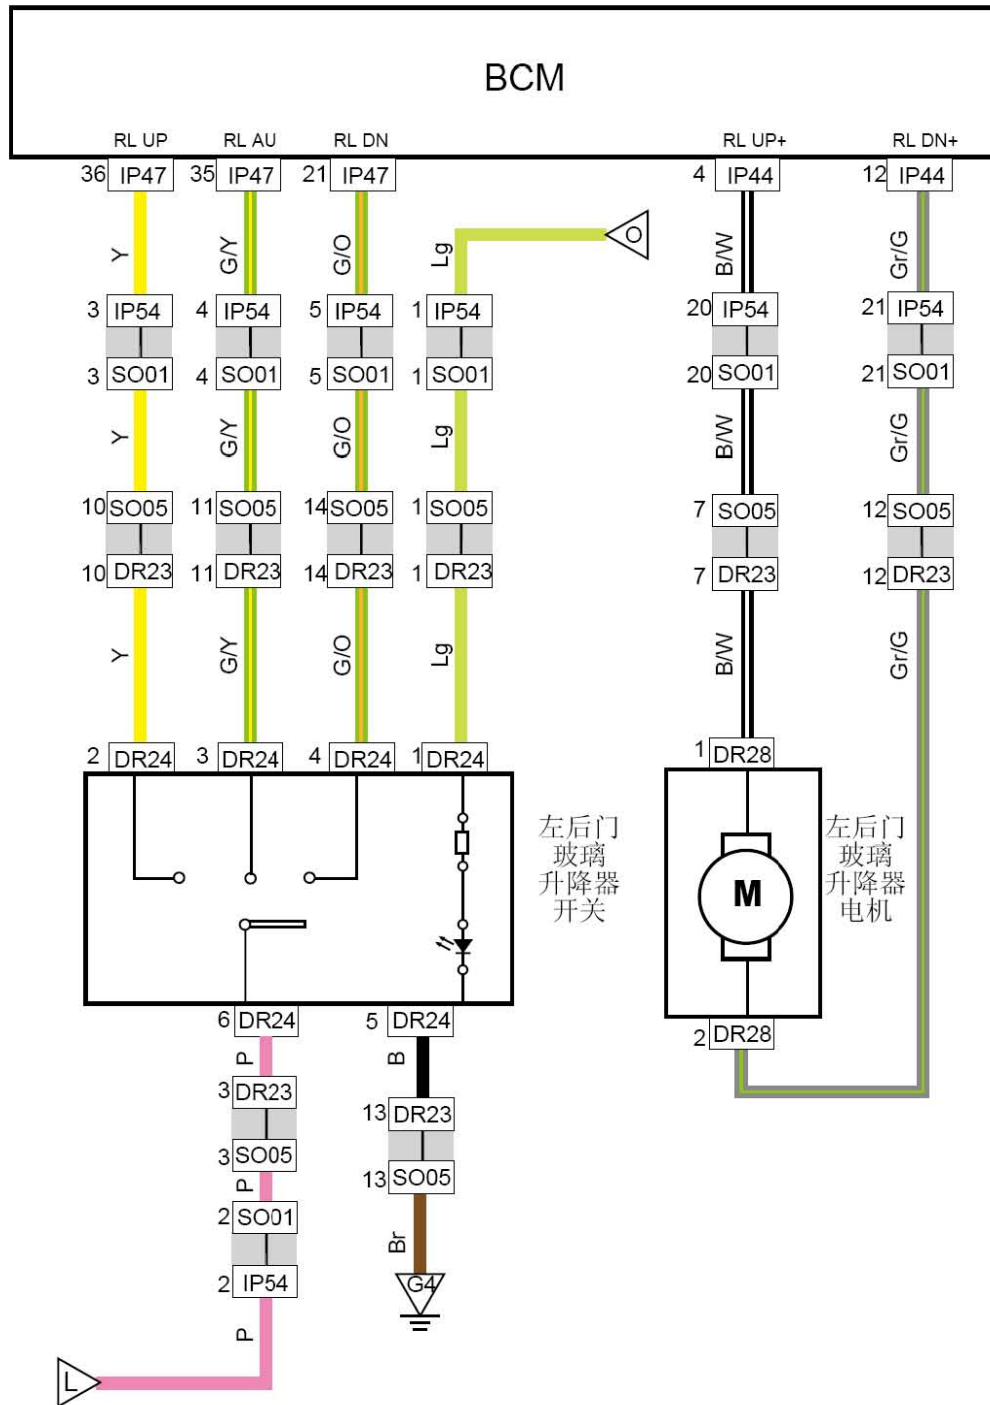 BCM
RL UP RL AU RL DN RL UP+ RL DN+
36 IP47 35 IP47 21 IP47 4 IP44 12 IP44
Y G/Y G/O Lg O B/W Gr/G
3 IP54 4 IP54 5 IP54 1 IP54 20 IP54 21 IP54
3 SO01 4 SO01 5 SO01 1 SO01 20 SO01 21 SO01
Y G/Y G/O Lg B/W Gr/G
10 SO05 11 SO05 14 SO05 1 SO05 7 SO05 12 SO05
10 DR23 11 DR23 14 DR23 1 DR23 7 DR23 12 DR23
Y G/Y G/O Lg B/W Gr/G
2 DR24 3 DR24 4 DR24 1 DR24 1 DR28
左后门
玻璃
升降器
开关
M
左后门
玻璃
升降器
电机
6 DR24 5 DR24 2 DR28
P B
3 DR23 13 DR23
3 SO05 13 SO05
P
2 SO01
Br
2 IP54 G4
P
L